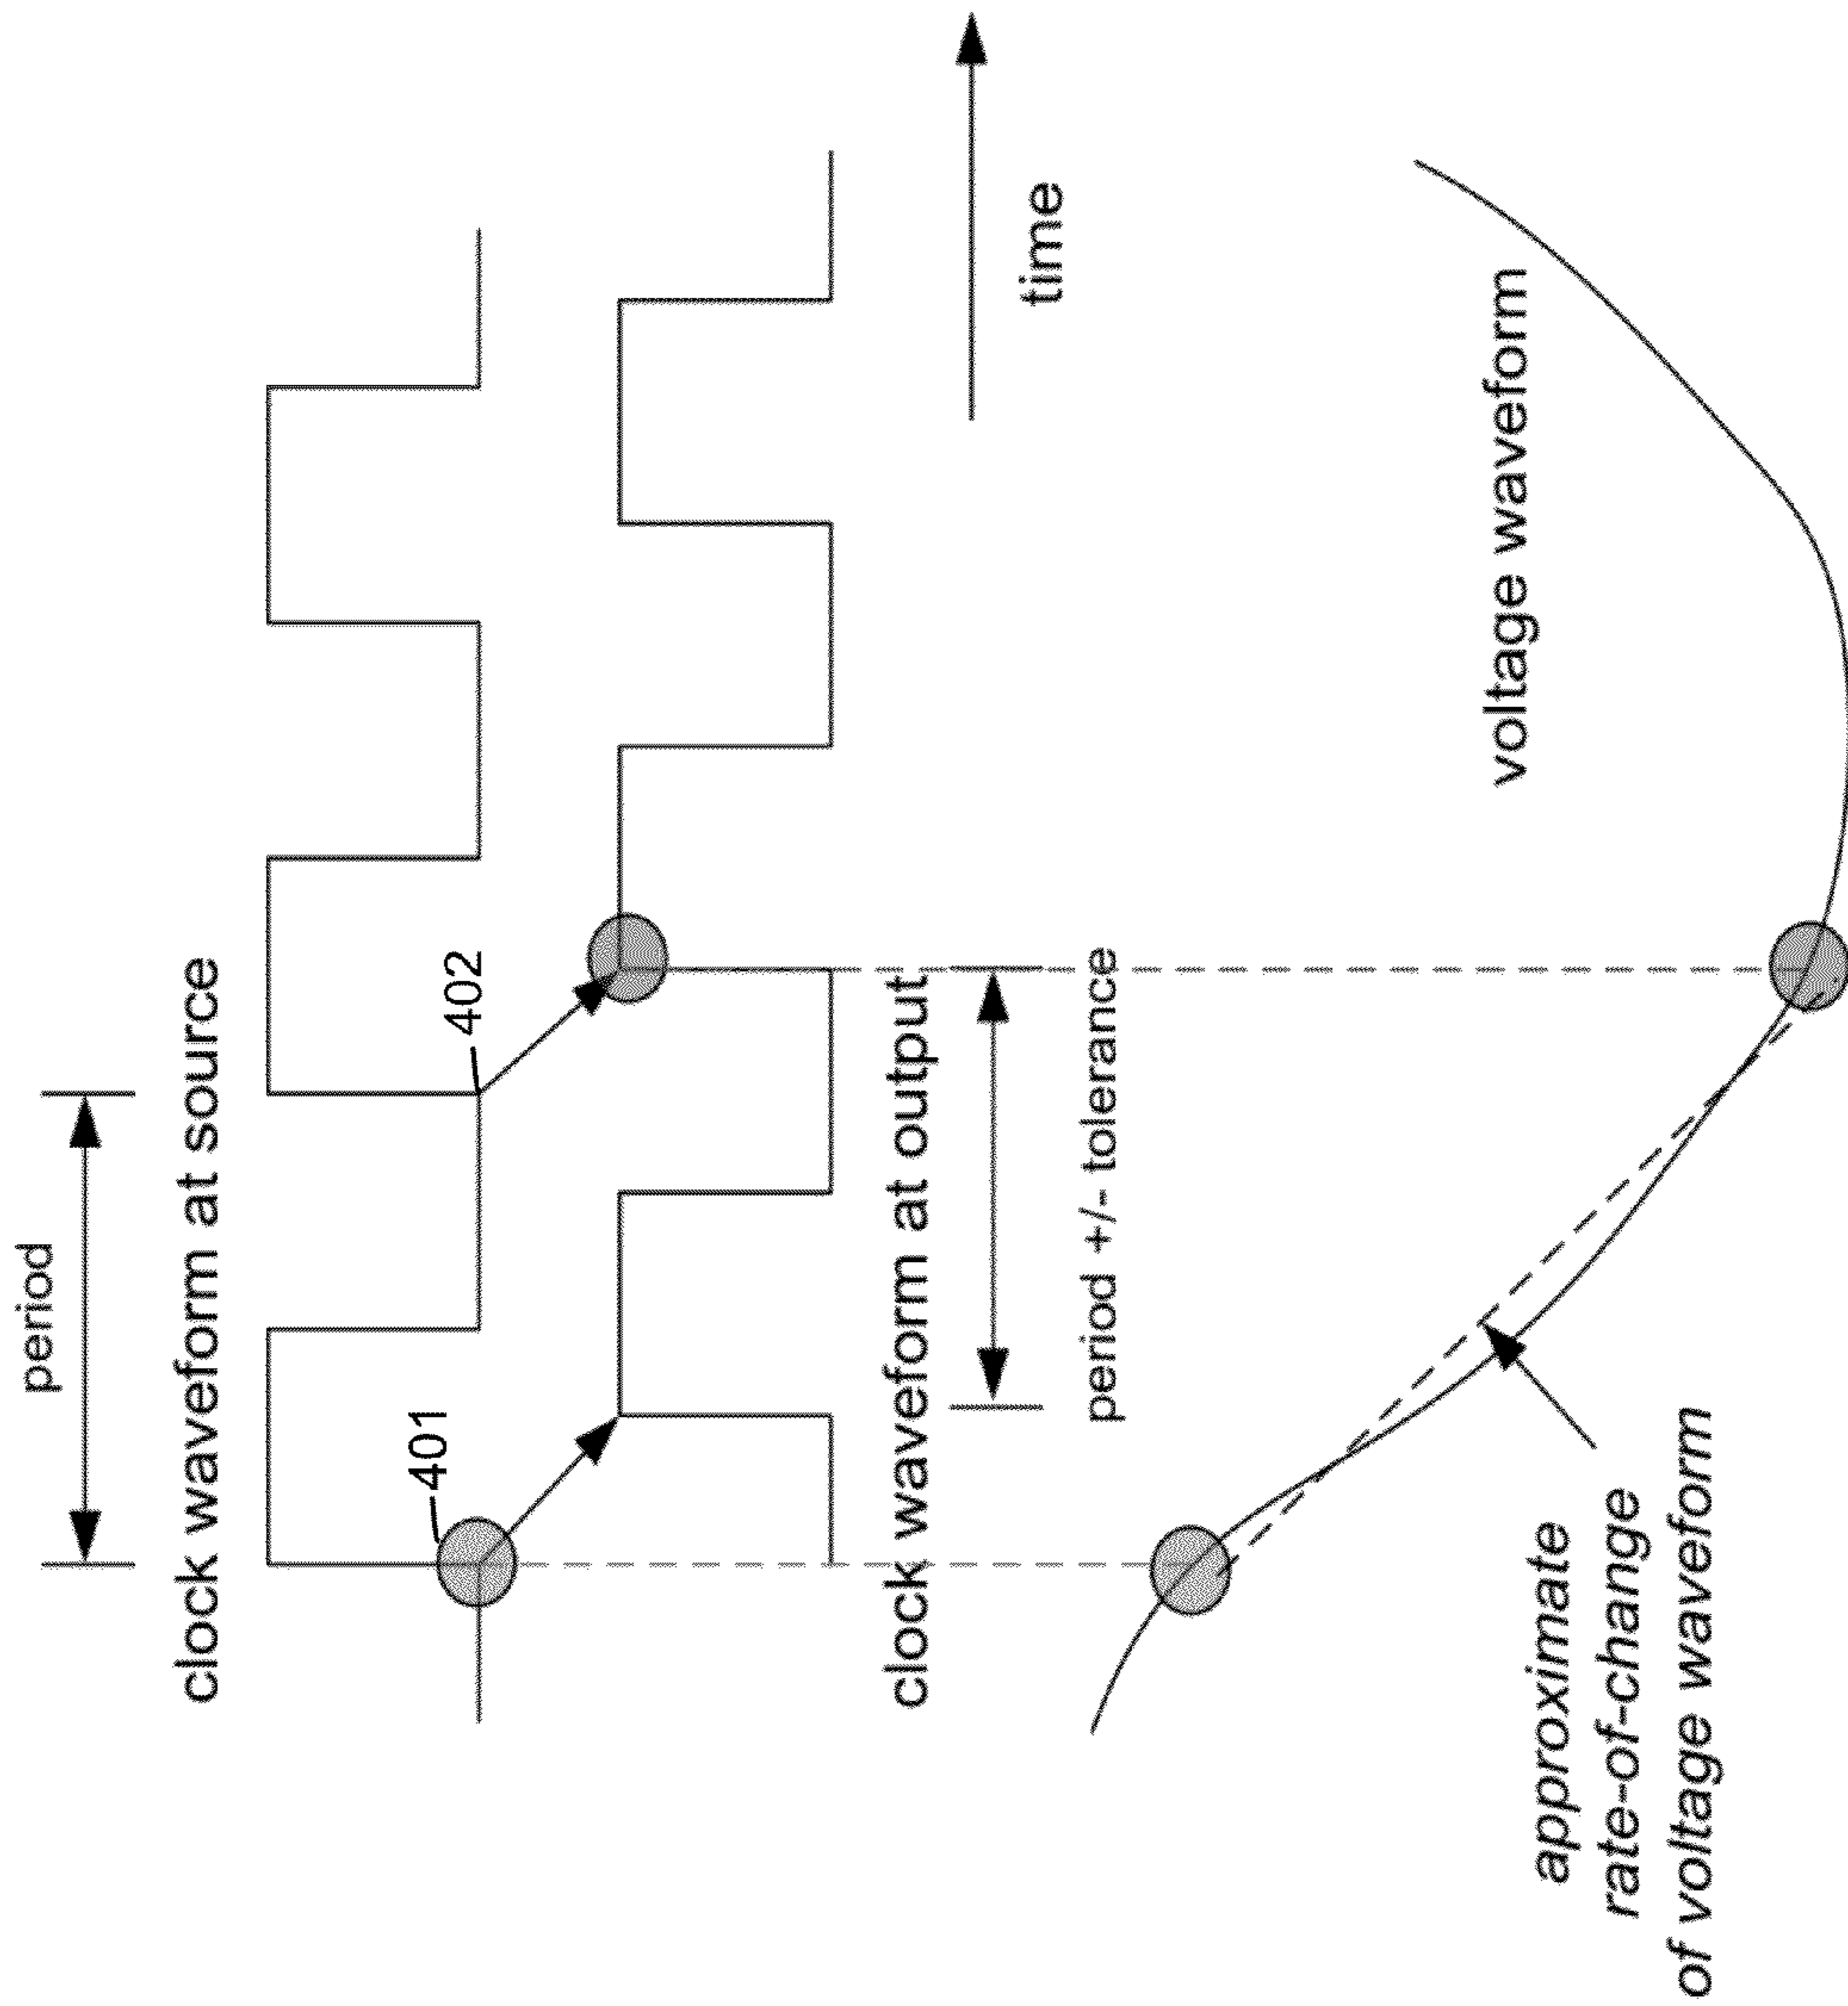 period
clock waveform at source
401
402
clock waveform at output
period +/- tolerance
time
voltage waveform
approximate
rate-of-change
of voltage waveform